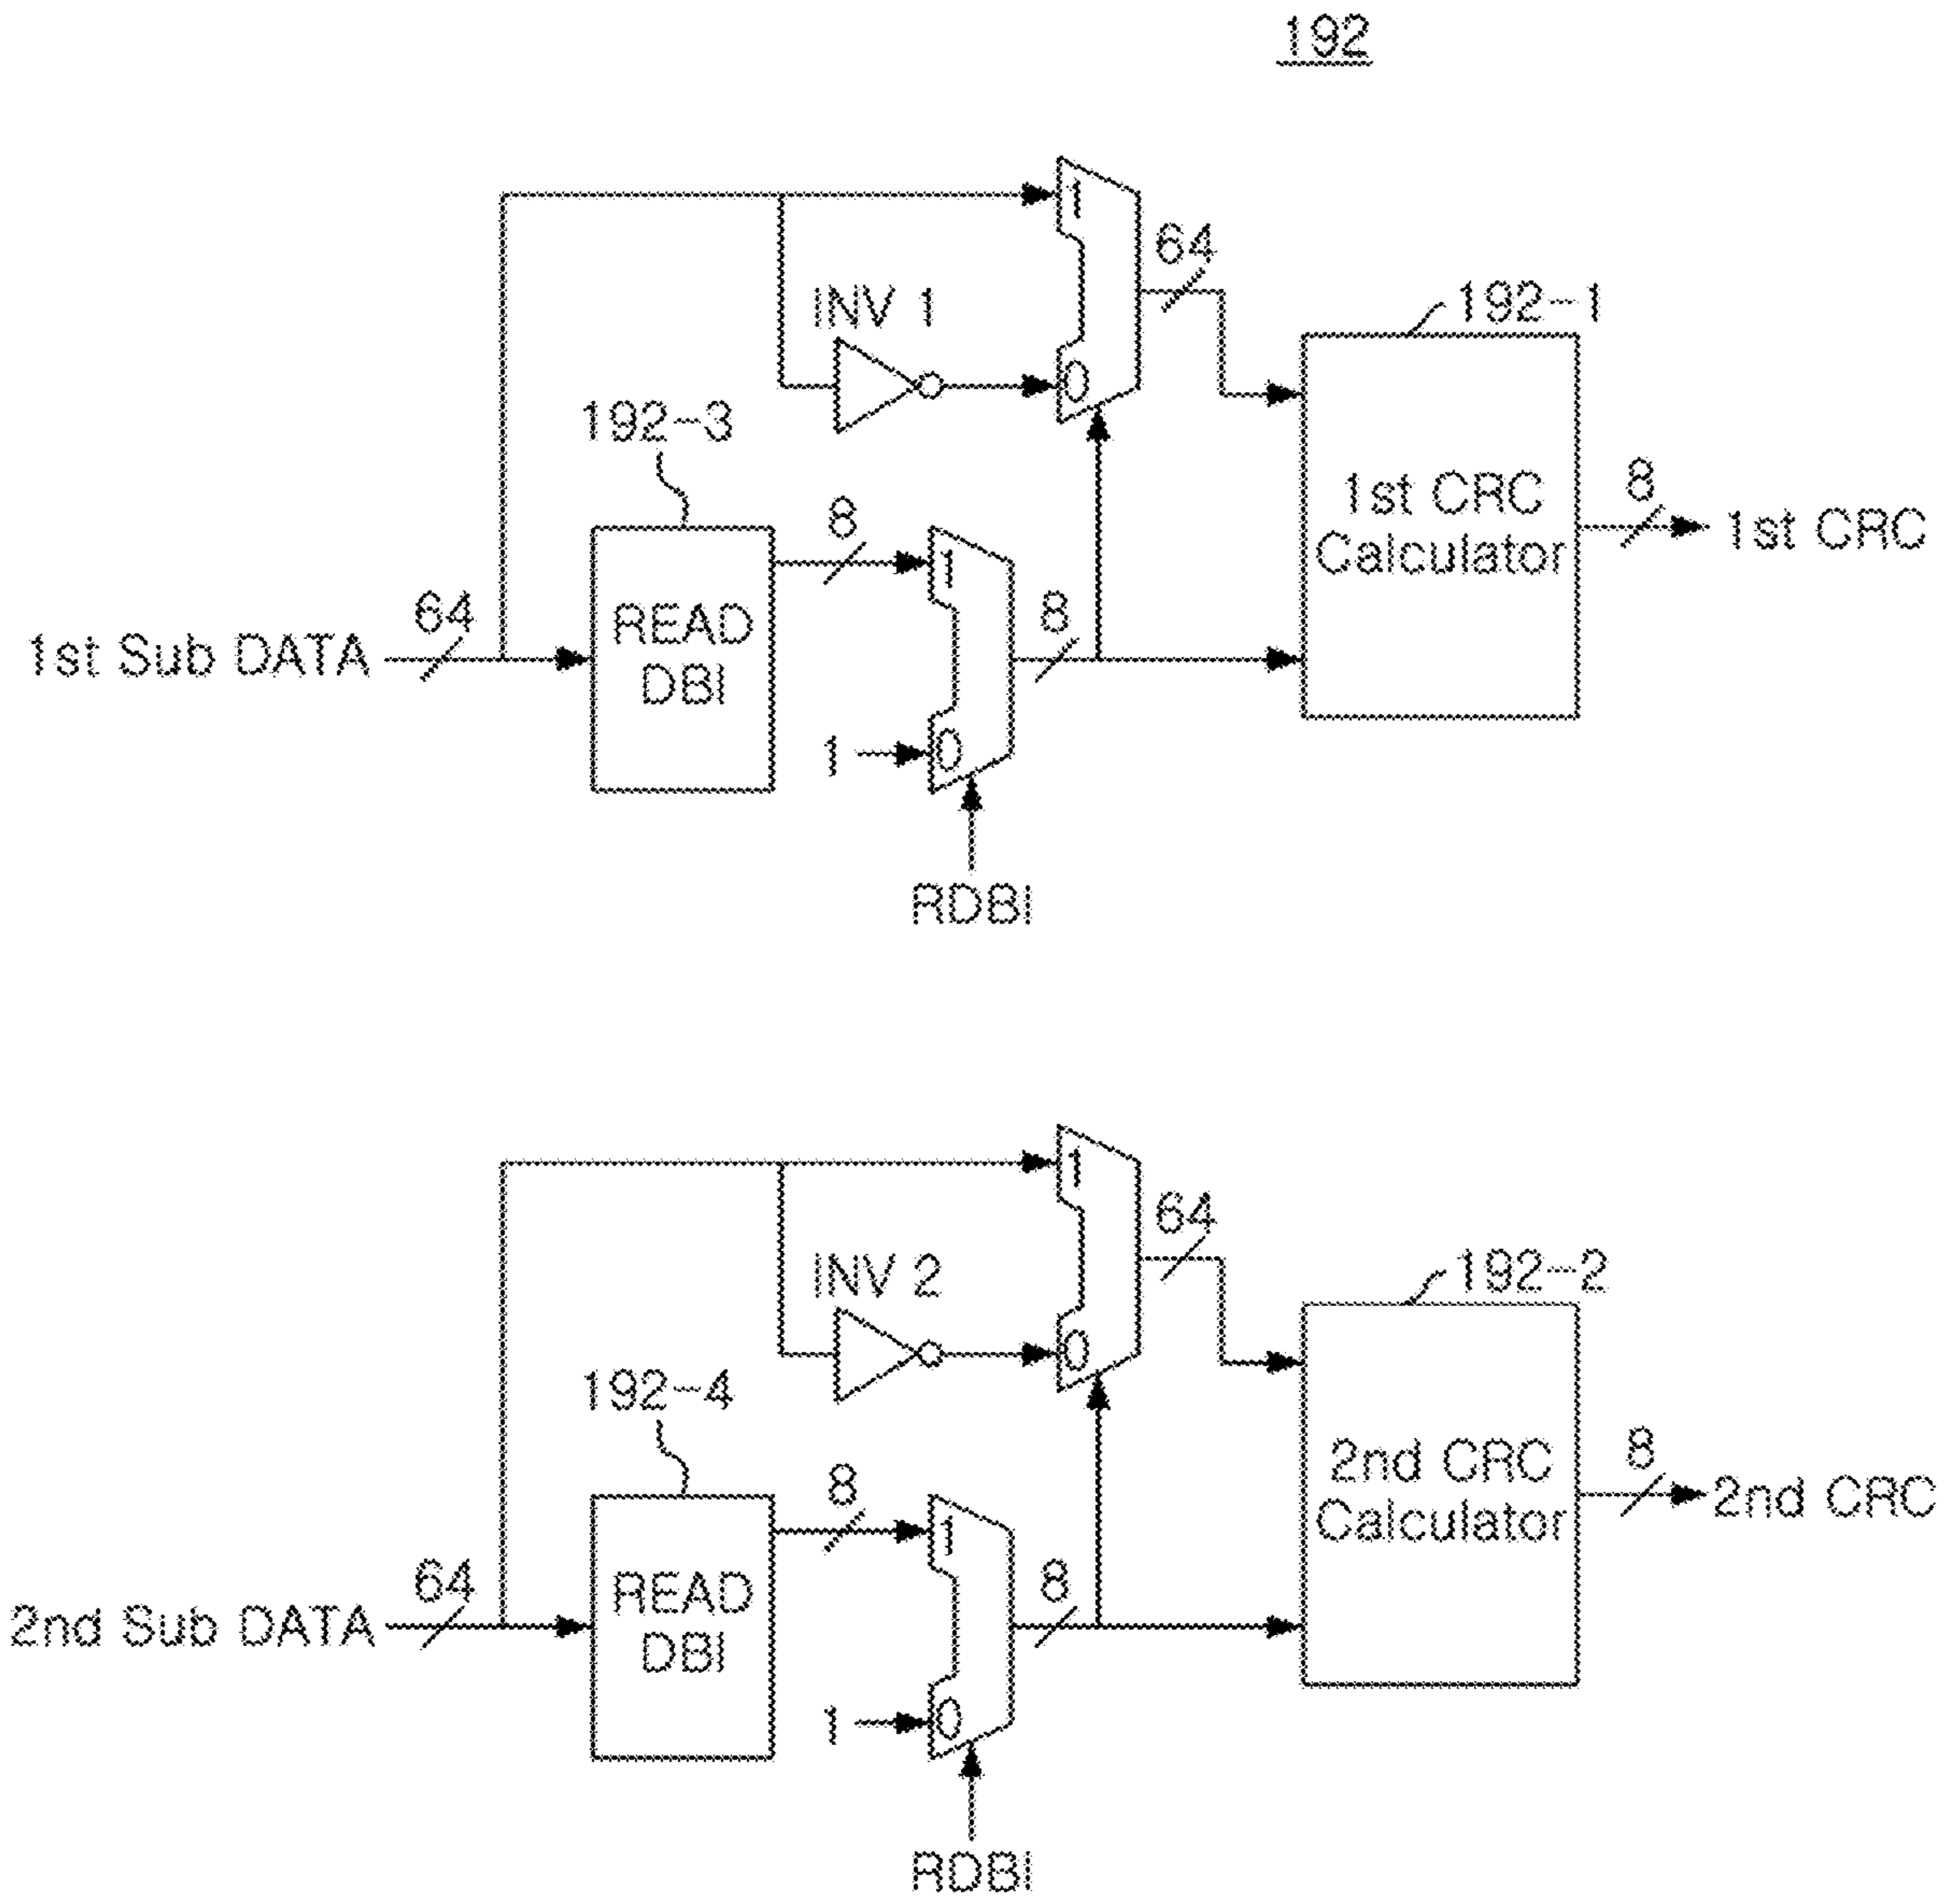 192
1
64
INV 1
192-1
0
192-3
8
1st CRC
Calculator
8
1st CRC
1
READ
DBI
64
8
1st Sub DATA
1
0
RDBI
1
64
INV 2
192-2
0
192-4
8
2nd CRC
Calculator
8
2nd CRC
1
READ
DBI
64
8
2nd Sub DATA
1
0
RDBI